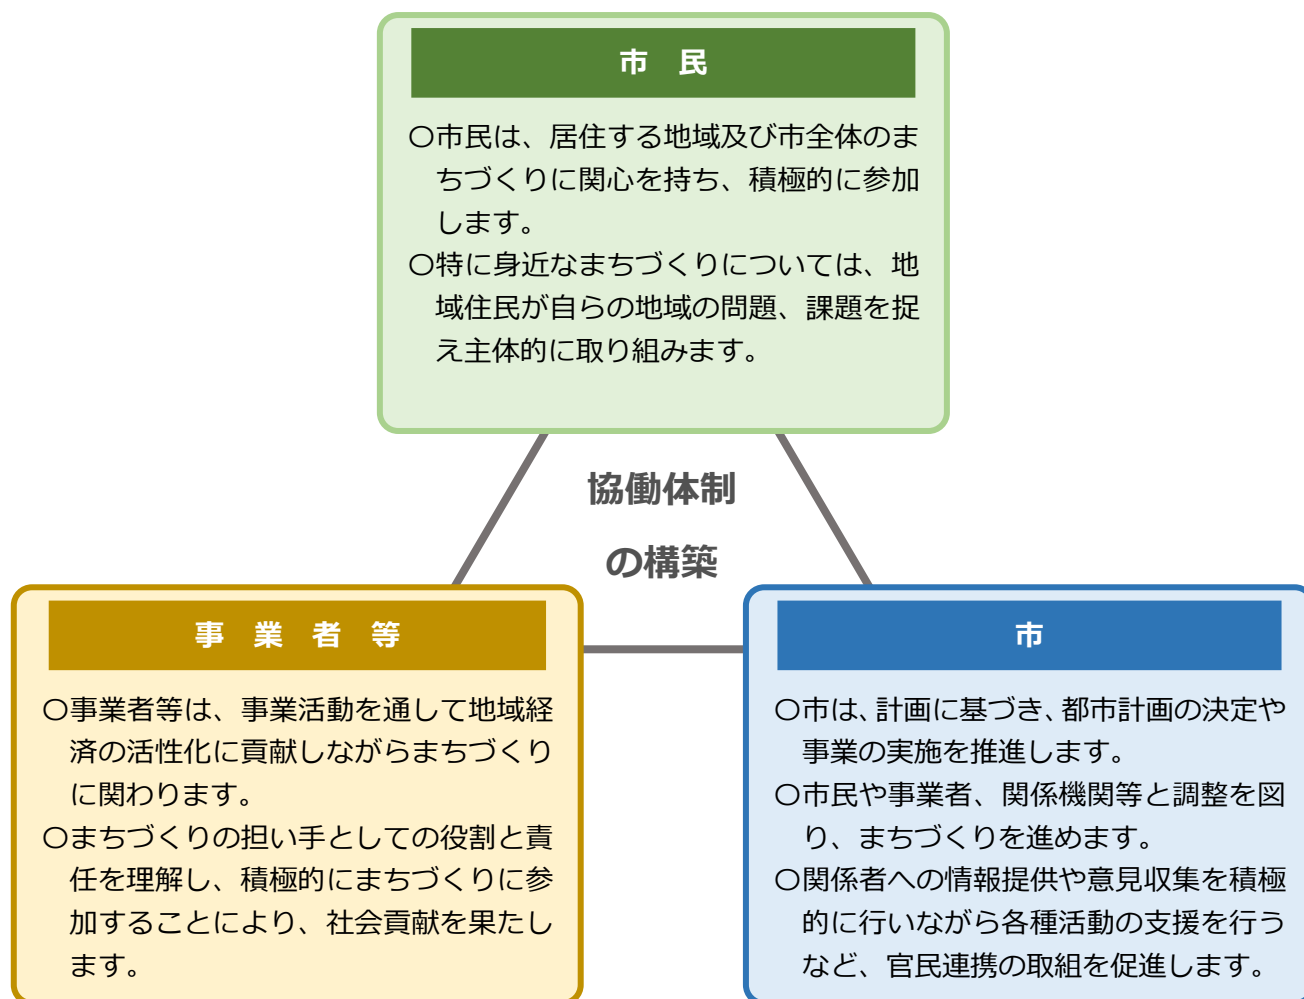 市　民
〇市民は、居住する地域及び市全体のま
ちづくりに関心を持ち、積極的に参加
します。
〇特に身近なまちづくりについては、地
域住民が自らの地域の問題、課題を捉
え主体的に取り組みます。
協働体制
の構築
事　業　者　等
〇事業者等は、事業活動を通して地域経
済の活性化に貢献しながらまちづくり
に関わります。
〇まちづくりの担い手としての役割と責
任を理解し、積極的にまちづくりに参
加することにより、社会貢献を果たし
ます。
市
〇市は、計画に基づき、都市計画の決定や
事業の実施を推進します。
〇市民や事業者、関係機関等と調整を図
り、まちづくりを進めます。
〇関係者への情報提供や意見収集を積極
的に行いながら各種活動の支援を行う
など、官民連携の取組を促進します。